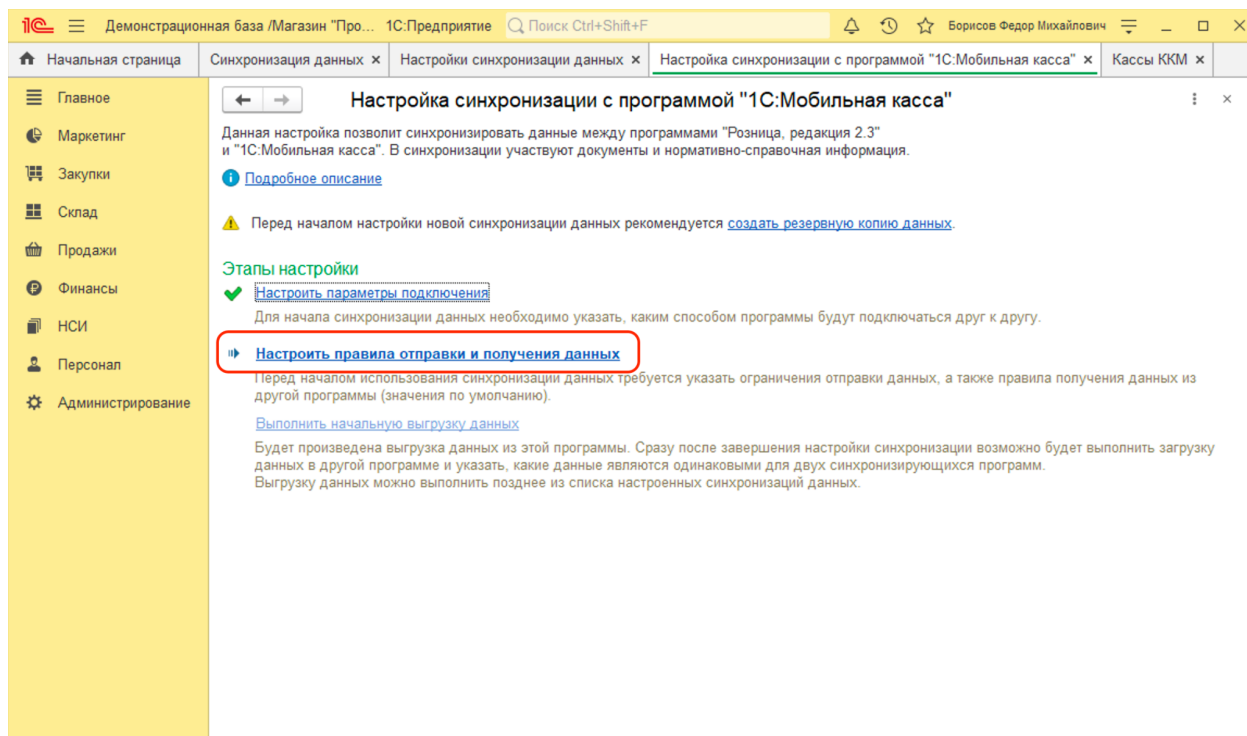 1С Демонстрационная база /Магазин "Про... 1С:Предприятие Поиск Ctrl+Shift+F Борисов Федор Михайлович
Начальная страница Синхронизация данных × Настройки синхронизации данных × Настройка синхронизации с программой "1С:Мобильная касса" × Кассы ККМ ×
Главное
Маркетинг
Закупки
Склад
Продажи
Финансы
НСИ
Персонал
Администрирование
Настройка синхронизации с программой "1С:Мобильная касса"
Данная настройка позволит синхронизировать данные между программами "Розница, редакция 2.3"
и "1С:Мобильная касса". В синхронизации участвуют документы и нормативно-справочная информация.
Подробное описание
Перед началом настройки новой синхронизации данных рекомендуется создать резервную копию данных.
Этапы настройки
Настроить параметры подключения
Для начала синхронизации данных необходимо указать, каким способом программы будут подключаться друг к другу.
Настроить правила отправки и получения данных
Перед началом использования синхронизации данных требуется указать ограничения отправки данных, а также правила получения данных из
другой программы (значения по умолчанию).
Выполнить начальную выгрузку данных
Будет произведена выгрузка данных из этой программы. Сразу после завершения настройки синхронизации возможно будет выполнить загрузку
данных в другой программе и указать, какие данные являются одинаковыми для двух синхронизирующихся программ.
Выгрузку данных можно выполнить позднее из списка настроенных синхронизаций данных.